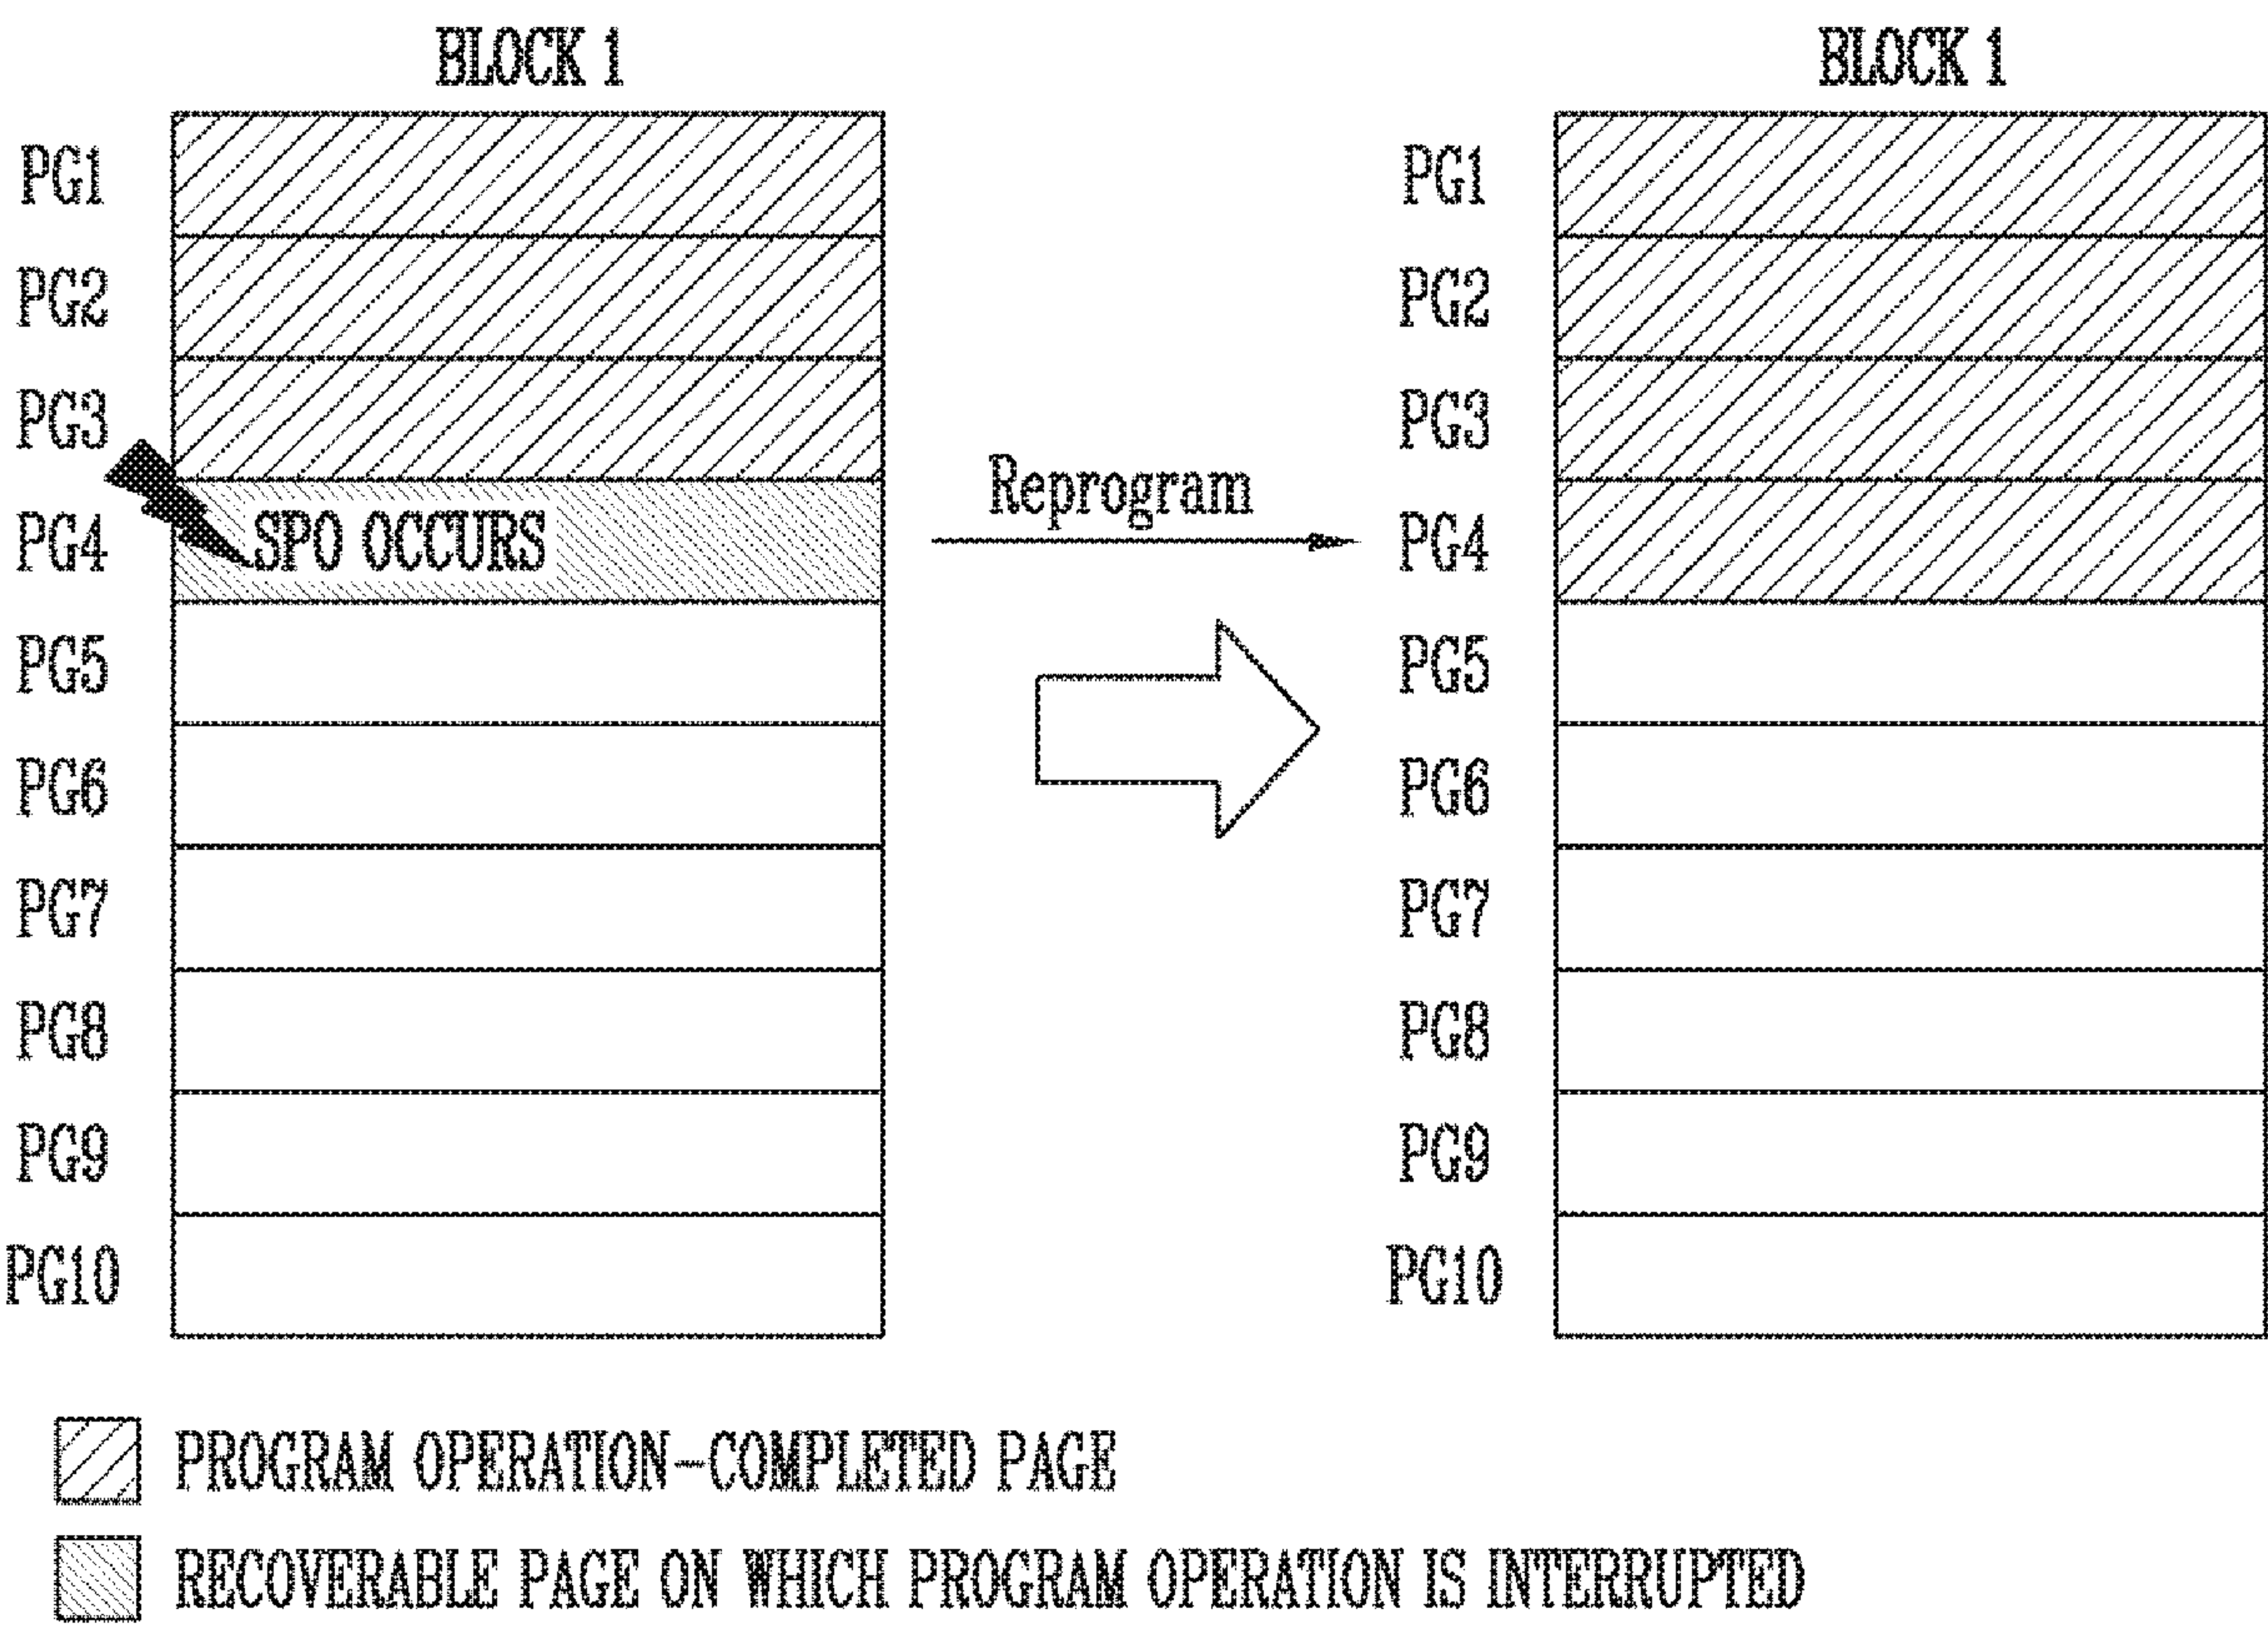 BLOCK 1
PG1
PG2
PG3
PG4
SPO OCCURS
PG5
PG6
PG7
PG8
PG9
PG10
Reprogram
BLOCK 1
PG1
PG2
PG3
PG4
PG5
PG6
PG7
PG8
PG9
PG10
PROGRAM OPERATION-COMPLETED PAGE
RECOVERABLE PAGE ON WHICH PROGRAM OPERATION IS INTERRUPTED